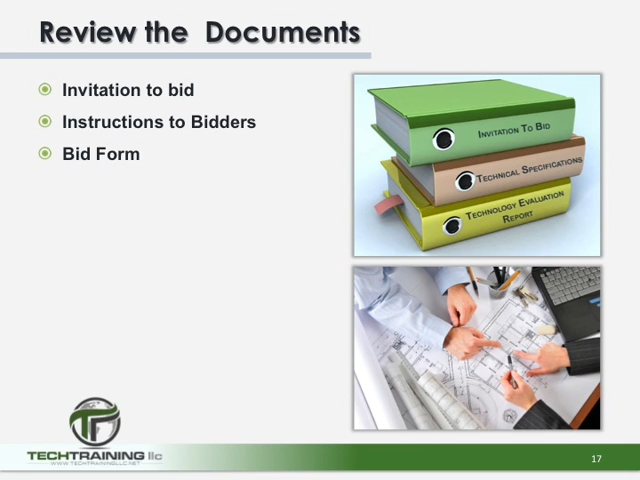 Review the  Documents
Invitation to bid
Instructions to Bidders
Bid Form
INVITATION TO BID
TECHNICAL SPECIFICATIONS
TECHNOLOGY EVALUATION
REPORT
TECHTRAINING llc
WWW.TECHTRAININGLLC.NET
17